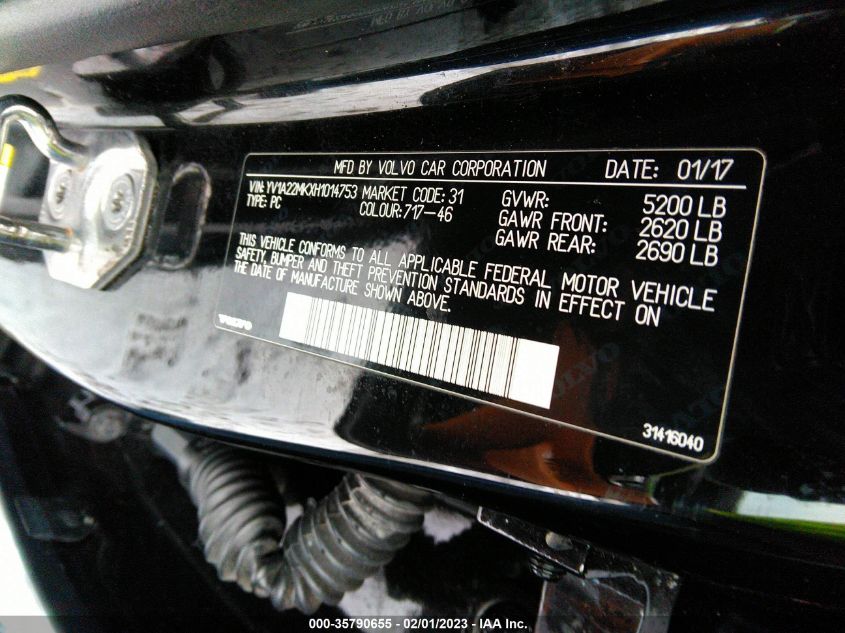 MFD BY VOLVO CAR CORPORATION DATE: 01/17
VIN: YV1A22MKXH1014753 MARKET CODE: 31 GVWR: 5200 LB
TYPE: PC COLOUR: 717-46 GAWR FRONT: 2620 LB
GAWR REAR: 2690 LB
THIS VEHICLE CONFORMS TO ALL APPLICABLE FEDERAL MOTOR VEHICLE
SAFETY, BUMPER AND THEFT PREVENTION STANDARDS IN EFFECT ON
THE DATE OF MANUFACTURE SHOWN ABOVE.
VOLVO
31416040
000-35790655 - 02/01/2023 - IAA Inc.